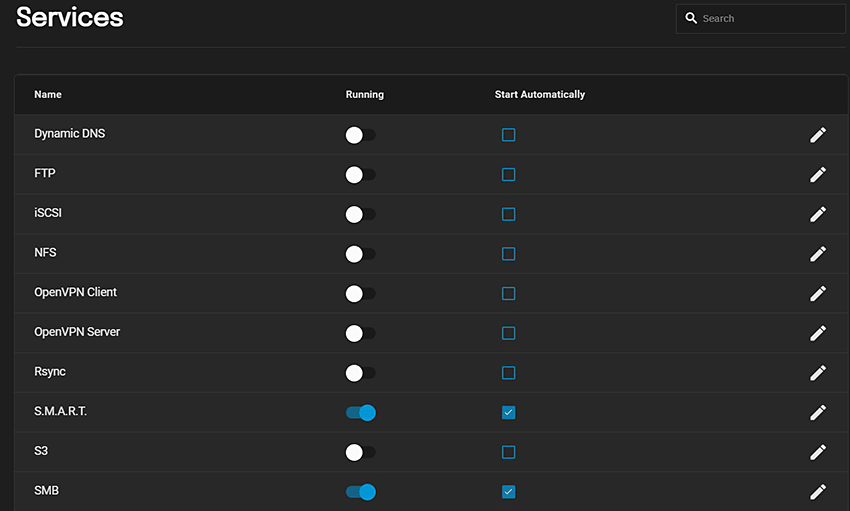 Services
Search
Name Running Start Automatically
Dynamic DNS
FTP
iSCSI
NFS
OpenVPN Client
OpenVPN Server
Rsync
S.M.A.R.T.
S3
SMB